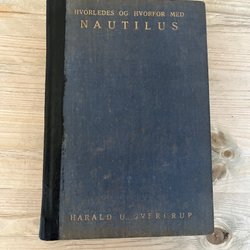 HVORLEDES OG HVORFOR MED
NAUTILUS
HARALD U. SVERDRUP